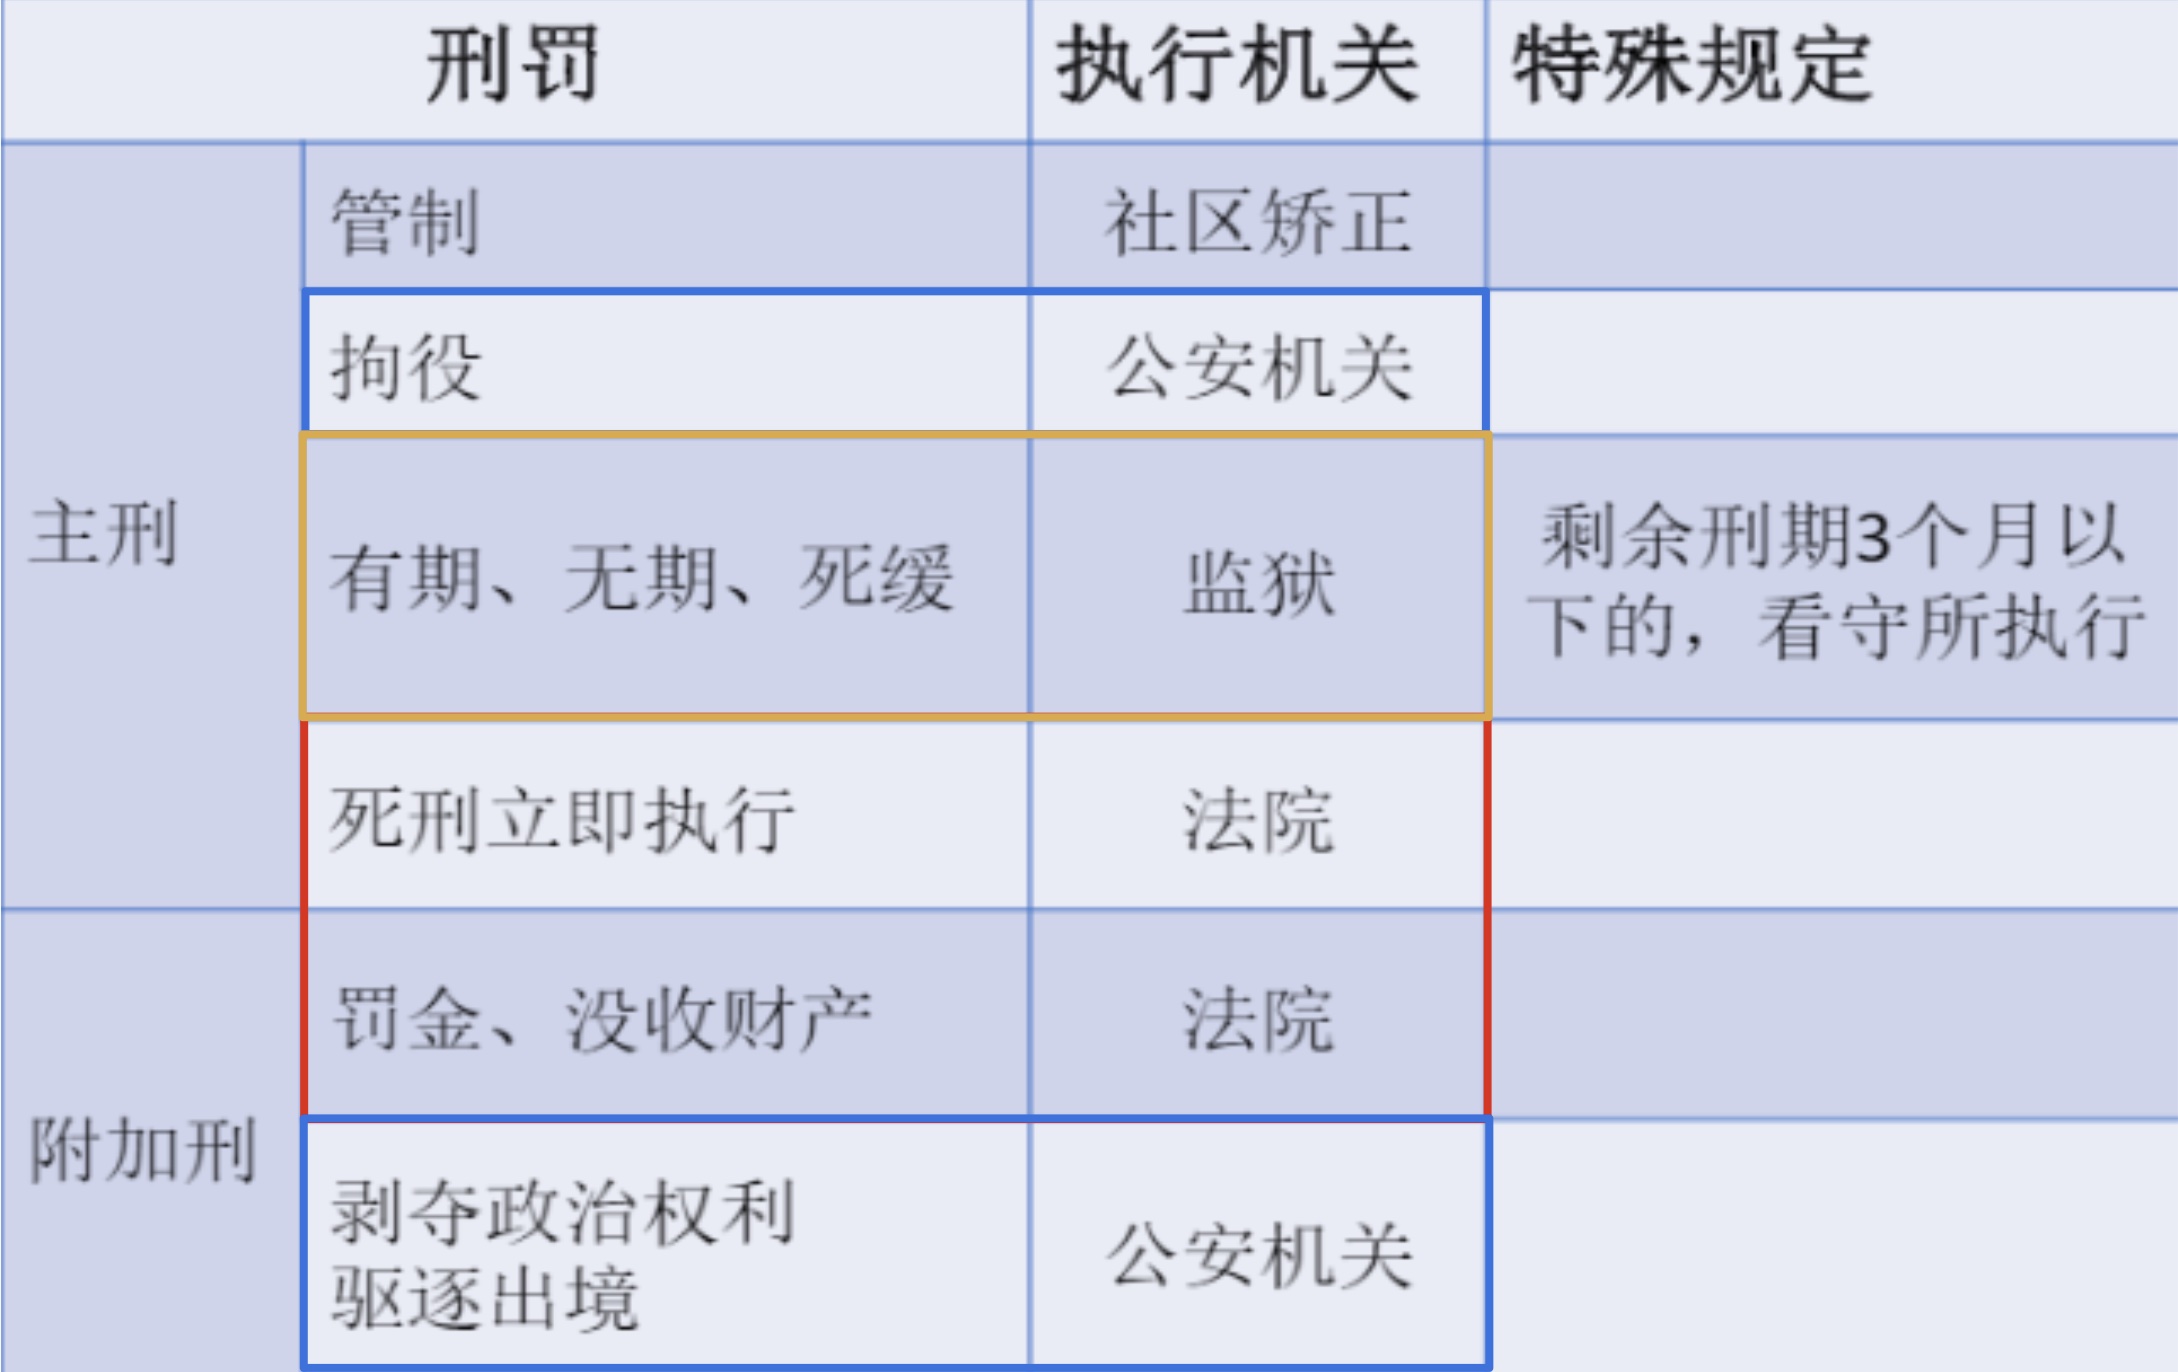 刑罚 执行机关 特殊规定
主刑
管制 社区矫正
拘役 公安机关
有期、无期、死缓 监狱
剩余刑期3个月以
下的，看守所执行
死刑立即执行 法院
附加刑
罚金、没收财产 法院
剥夺政治权利
驱逐出境
公安机关